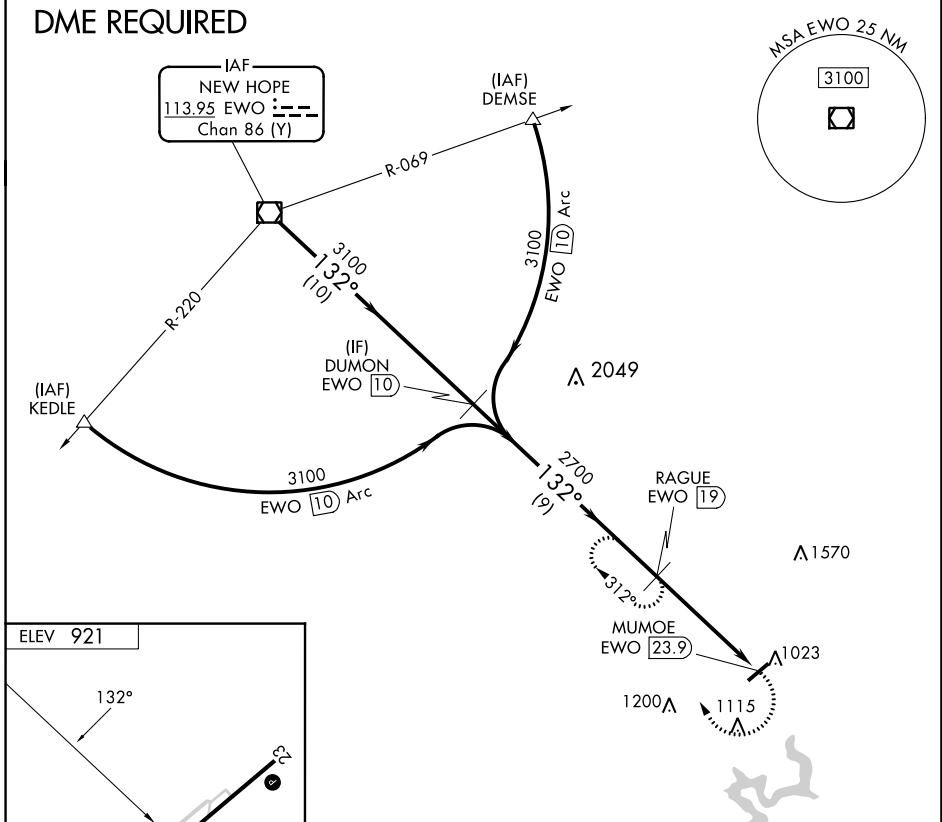 DME REQUIRED
IAF
NEW HOPE
113.95 EWO
Chan 86 (Y)
(IAF)
DEMSE
MSA EWO 25 NM
3100
R-069
R-220
3100
132°
(10)
3100
EWO 10 Arc
(IF)
DUMON
EWO 10
2049
(IAF)
KEDLE
3100
EWO 10 Arc
2700
132°
(9)
RAGUE
EWO 19
1570
312°
MUMOE
EWO 23.9
1023
1200
1115
ELEV 921
132°
23
P